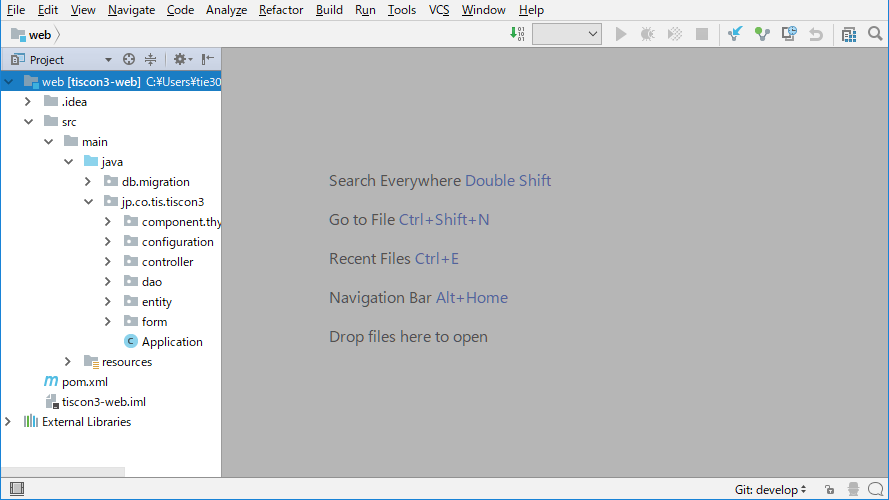 File Edit View Navigate Code Analyze Refactor Build Run Tools VCS Window Help
web
Project
web [tiscon3-web] C:¥Users¥tie30
.idea
src
main
java
db.migration
jp.co.tis.tiscon3
component.thy
configuration
controller
dao
entity
form
C Application
resources
m pom.xml
tiscon3-web.iml
External Libraries
Search Everywhere Double Shift
Go to File Ctrl+Shift+N
Recent Files Ctrl+E
Navigation Bar Alt+Home
Drop files here to open
Git: develop